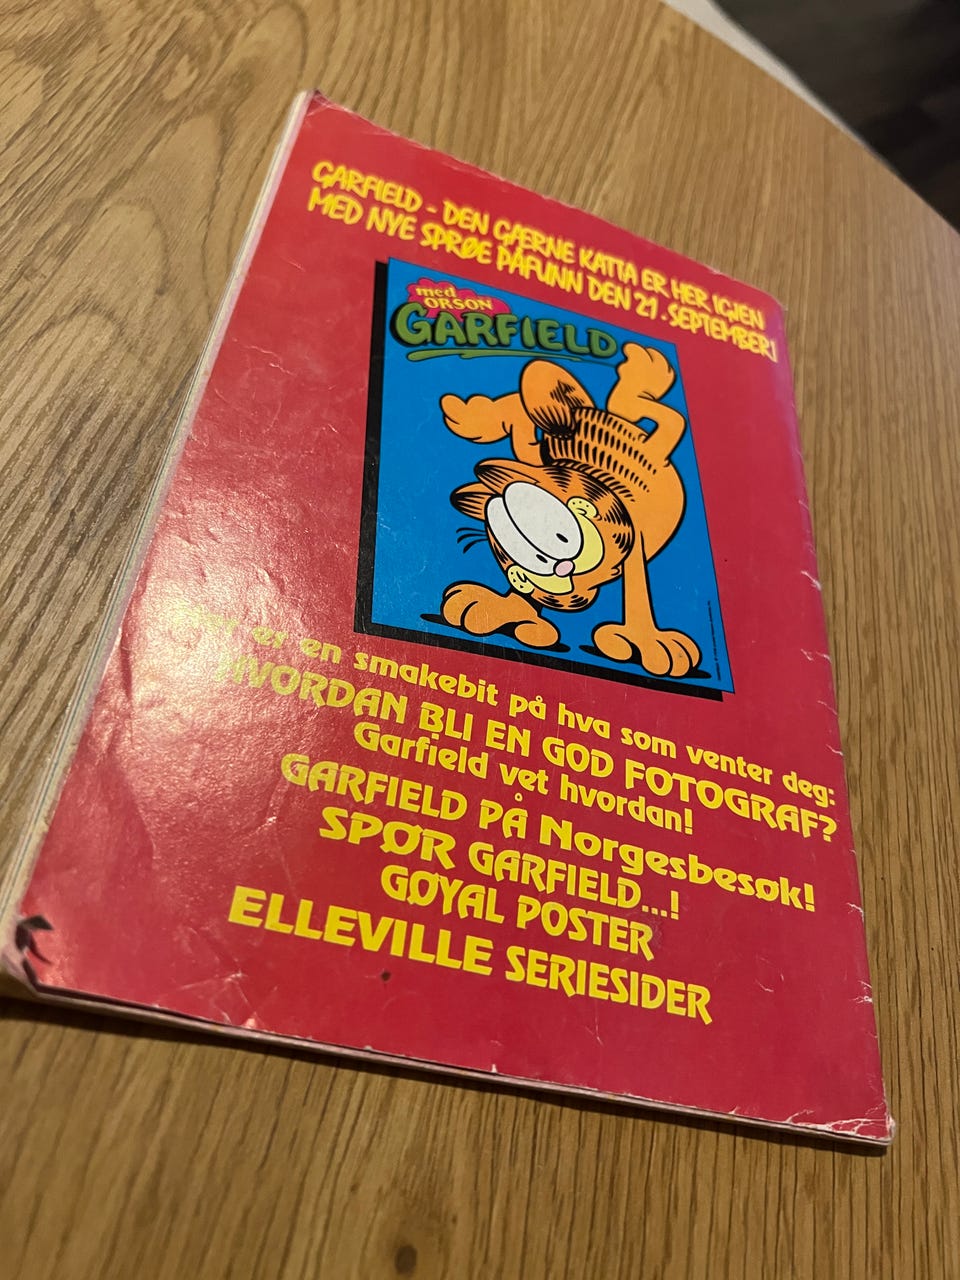 GARFIELD - DEN GÆRNE KATTA ER HER IGJEN
MED NYE SPRØE PÅFUNN DEN 21. SEPTEMBER!
med
ORSON
GARFIELD
er en smakebit på hva som venter deg:
HVORDAN BLI EN GOD FOTOGRAF?
Garfield vet hvordan!
GARFIELD PÅ Norgesbesøk!
SPØR GARFIELD...!
GØYAL POSTER
ELLEVILLE SERIESIDER